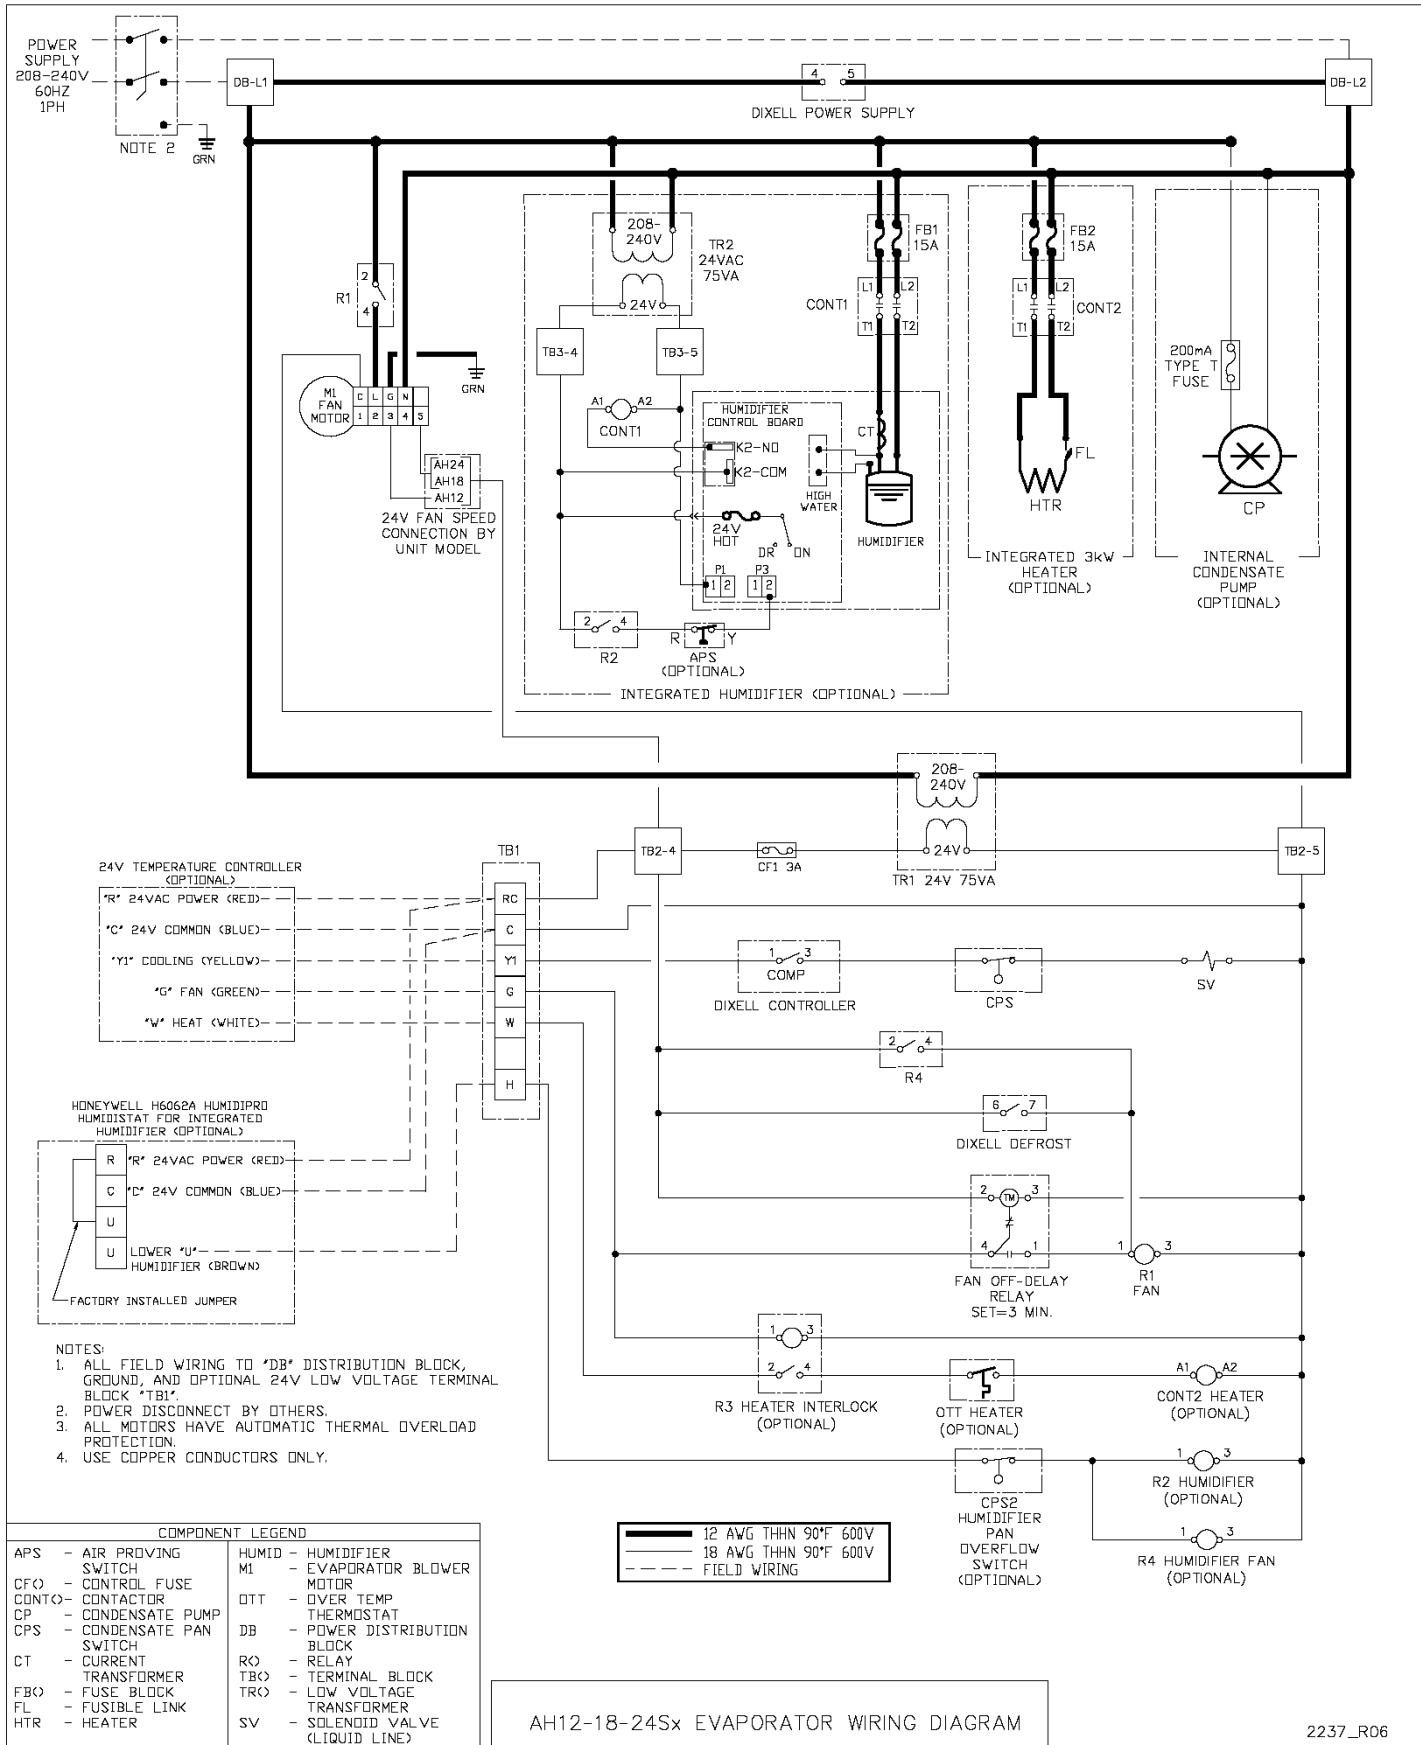 POWER
SUPPLY
208-240V
60HZ
1PH
NOTE 2
GRN
DB-L1
4 5
DIXELL POWER SUPPLY
DB-L2
208-
240V
TR2
24VAC
75VA
24V
FB1
15A
FB2
15A
L1 L2
CONT1
T1 T2
L1 L2
CONT2
T1 T2
2
R1
4
TB3-4
TB3-5
200mA
TYPE T
FUSE
GRN
M1
FAN
MOTOR
C L G N
1 2 3 4 5
A1 A2
CONT1
HUMIDIFIER
CONTROL BOARD
CT
K2-NO
K2-COM
HIGH
WATER
24V
HOT
DR ON
HUMIDIFIER
FL
HTR
CP
AH24
AH18
AH12
24V FAN SPEED
CONNECTION BY
UNIT MODEL
P1
1 2
P3
1 2
INTEGRATED 3kW
HEATER
(OPTIONAL)
INTERNAL
CONDENSATE
PUMP
(OPTIONAL)
2 4
R2
R Y
APS
(OPTIONAL)
INTEGRATED HUMIDIFIER (OPTIONAL)
208-
240V
24V
TR1 24V 75VA
TB2-4
CF1 3A
TB2-5
TB1
24V TEMPERATURE CONTROLLER
(OPTIONAL)
"R" 24VAC POWER (RED)
"C" 24V COMMON (BLUE)
"Y1" COOLING (YELLOW)
"G" FAN (GREEN)
"W" HEAT (WHITE)
RC
C
Y1
G
W
H
1 3
COMP
DIXELL CONTROLLER
CPS
SV
2 4
R4
6 7
DIXELL DEFROST
HONEYWELL H6062A HUMIDIPRO
HUMIDISTAT FOR INTEGRATED
HUMIDIFIER (OPTIONAL)
R "R" 24VAC POWER (RED)
C "C" 24V COMMON (BLUE)
U
U LOWER "U"
HUMIDIFIER (BROWN)
FACTORY INSTALLED JUMPER
2 TM 3
4 1
FAN OFF-DELAY
RELAY
SET=3 MIN.
1 3
R1
FAN
1 3
2 4
R3 HEATER INTERLOCK
(OPTIONAL)
OTT HEATER
(OPTIONAL)
A1 A2
CONT2 HEATER
(OPTIONAL)
CPS2
HUMIDIFIER
PAN
OVERFLOW
SWITCH
(OPTIONAL)
1 3
R2 HUMIDIFIER
(OPTIONAL)
1 3
R4 HUMIDIFIER FAN
(OPTIONAL)
NOTES:
1. ALL FIELD WIRING TO "DB" DISTRIBUTION BLOCK,
GROUND, AND OPTIONAL 24V LOW VOLTAGE TERMINAL
BLOCK "TB1".
2. POWER DISCONNECT BY OTHERS.
3. ALL MOTORS HAVE AUTOMATIC THERMAL OVERLOAD
PROTECTION.
4. USE COPPER CONDUCTORS ONLY.
12 AWG THHN 90°F 600V
18 AWG THHN 90°F 600V
FIELD WIRING
COMPONENT LEGEND
APS - AIR PROVING
SWITCH
CF() - CONTROL FUSE
CONT() - CONTACTOR
CP - CONDENSATE PUMP
CPS - CONDENSATE PAN
SWITCH
CT - CURRENT
TRANSFORMER
FB() - FUSE BLOCK
FL - FUSIBLE LINK
HTR - HEATER
HUMID - HUMIDIFIER
M1 - EVAPORATOR BLOWER
MOTOR
OTT - OVER TEMP
THERMOSTAT
DB - POWER DISTRIBUTION
BLOCK
R() - RELAY
TB() - TERMINAL BLOCK
TR() - LOW VOLTAGE
TRANSFORMER
SV - SOLENOID VALVE
(LIQUID LINE)
AH12-18-24Sx EVAPORATOR WIRING DIAGRAM
2237_R06